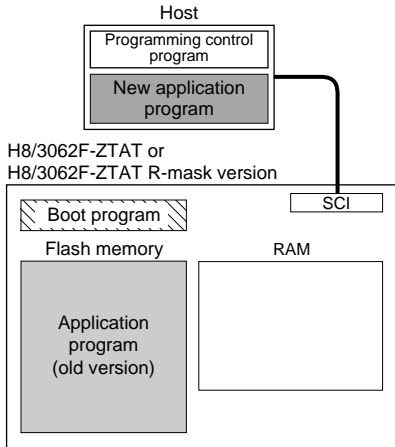 Host
Programming control
program
New application
program
H8/3062F-ZTAT or
H8/3062F-ZTAT R-mask version
SCI
Boot program
Flash memory
RAM
Application
program
(old version)